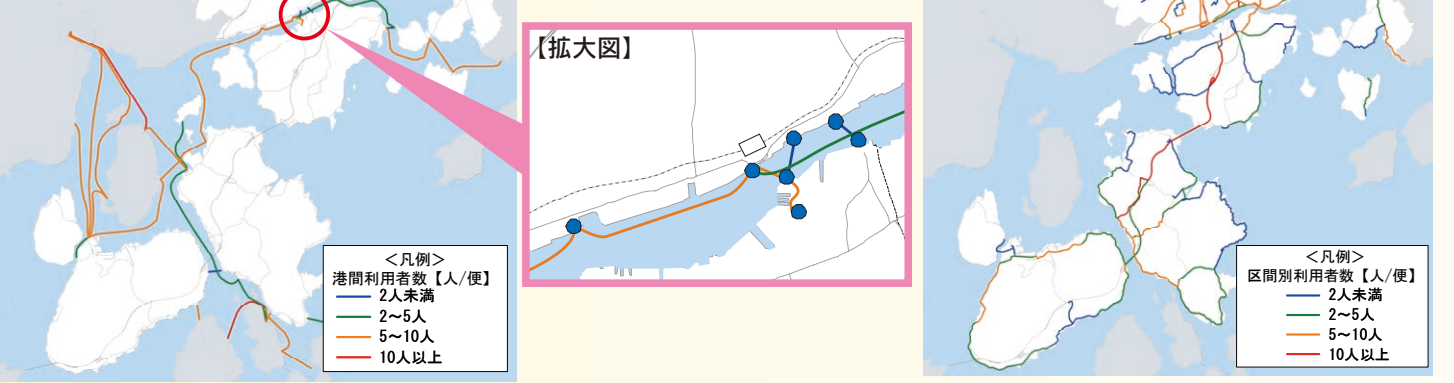 【拡大図】
＜凡例＞
港間利用者数【人/便】
2人未満
2～5人
5～10人
10人以上
＜凡例＞
区間別利用者数【人/便】
2人未満
2～5人
5～10人
10人以上